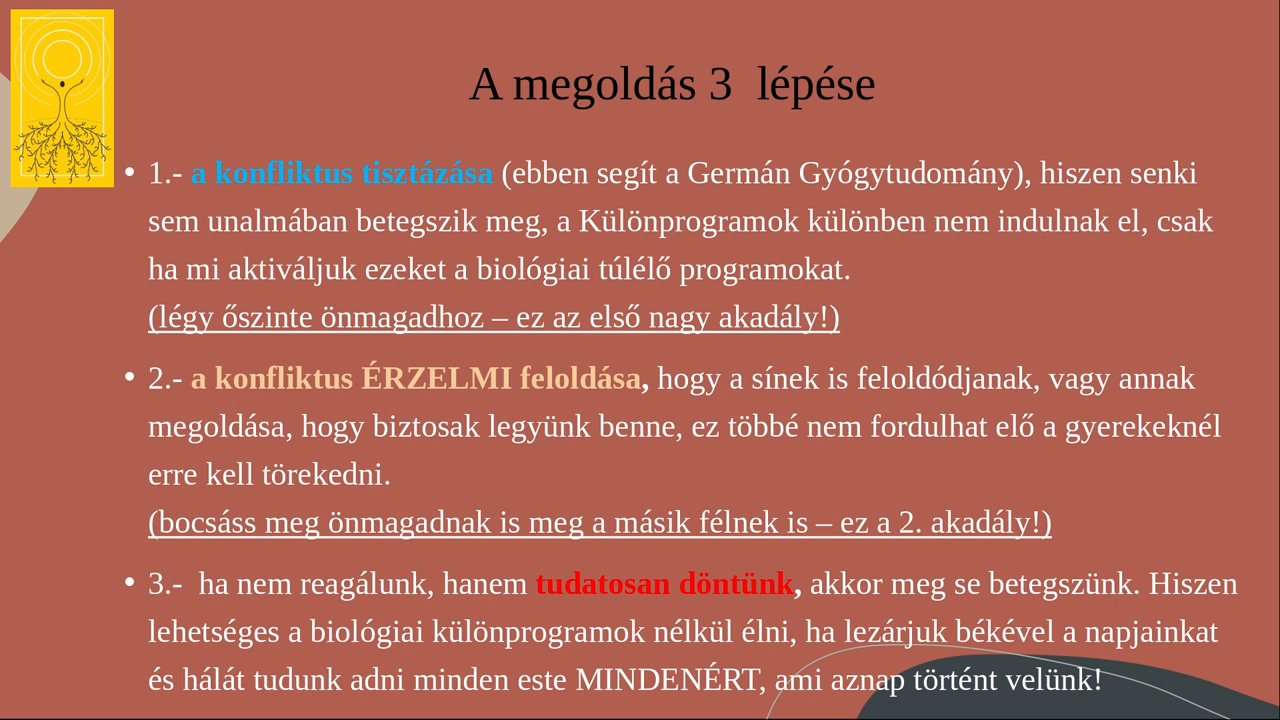 A megoldás 3  lépése
• 1.- a konfliktus tisztázása (ebben segít a Germán Gyógytudomány), hiszen senki
sem unalmában betegszik meg, a Különprogramok különben nem indulnak el, csak
ha mi aktiváljuk ezeket a biológiai túlélő programokat.
(légy őszinte önmagadhoz – ez az első nagy akadály!)
• 2.- a konfliktus ÉRZELMI feloldása, hogy a sínek is feloldódjanak, vagy annak
megoldása, hogy biztosak legyünk benne, ez többé nem fordulhat elő a gyerekeknél
erre kell törekedni.
(bocsáss meg önmagadnak is meg a másik félnek is – ez a 2. akadály!)
• 3.-  ha nem reagálunk, hanem tudatosan döntünk, akkor meg se betegszünk. Hiszen
lehetséges a biológiai különprogramok nélkül élni, ha lezárjuk békével a napjainkat
és hálát tudunk adni minden este MINDENÉRT, ami aznap történt velünk!